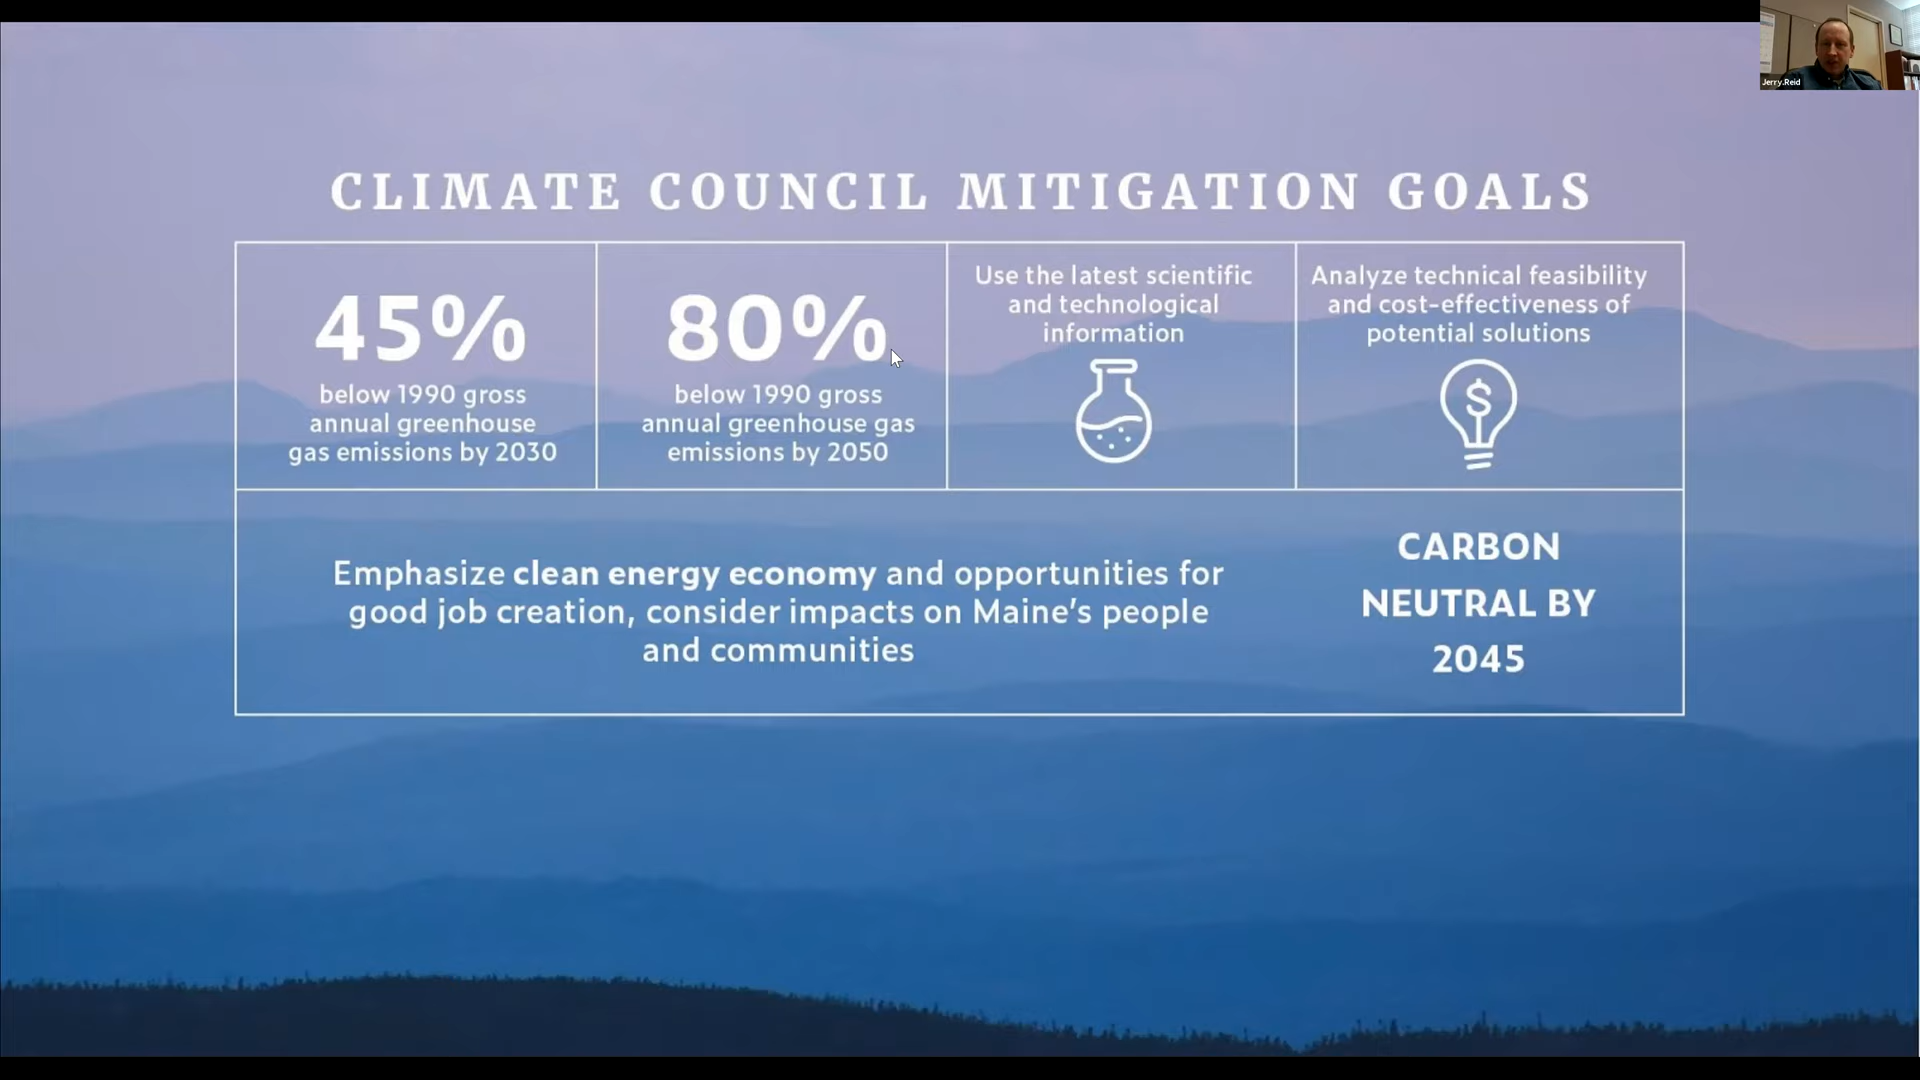 Jerry.Reid
CLIMATE COUNCIL MITIGATION GOALS
45%
below 1990 gross
annual greenhouse
gas emissions by 2030
80%
below 1990 gross
annual greenhouse gas
emissions by 2050
Use the latest scientific
and technological
information
Analyze technical feasibility
and cost-effectiveness of
potential solutions
$
Emphasize clean energy economy and opportunities for
good job creation, consider impacts on Maine's people
and communities
CARBON
NEUTRAL BY
2045